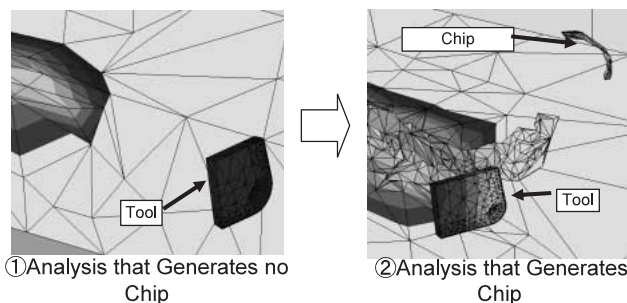 Chip
Tool
Tool
①Analysis that Generates no
Chip
②Analysis that Generates
Chip